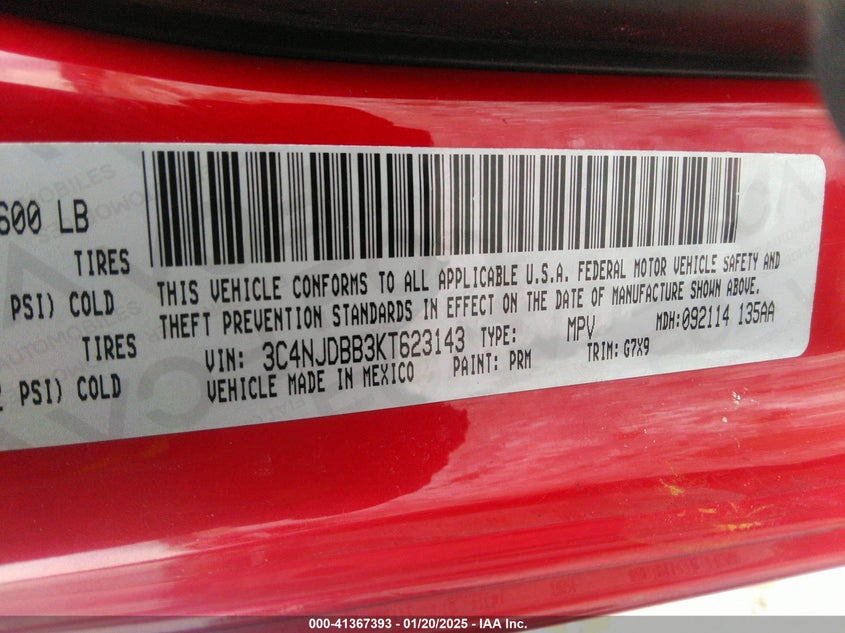 600 LB
TIRES
PSI) COLD
TIRES
PSI) COLD
THIS VEHICLE CONFORMS TO ALL APPLICABLE U.S.A. FEDERAL MOTOR VEHICLE SAFETY AND
THEFT PREVENTION STANDARDS IN EFFECT ON THE DATE OF MANUFACTURE SHOWN ABOVE.
VIN: 3C4NJDBB3KT623143 TYPE: MPV MDH:092114 135AA
VEHICLE MADE IN MEXICO PAINT: PRM TRIM: G7X9
000-41367393 — 01/20/2025 — IAA Inc.